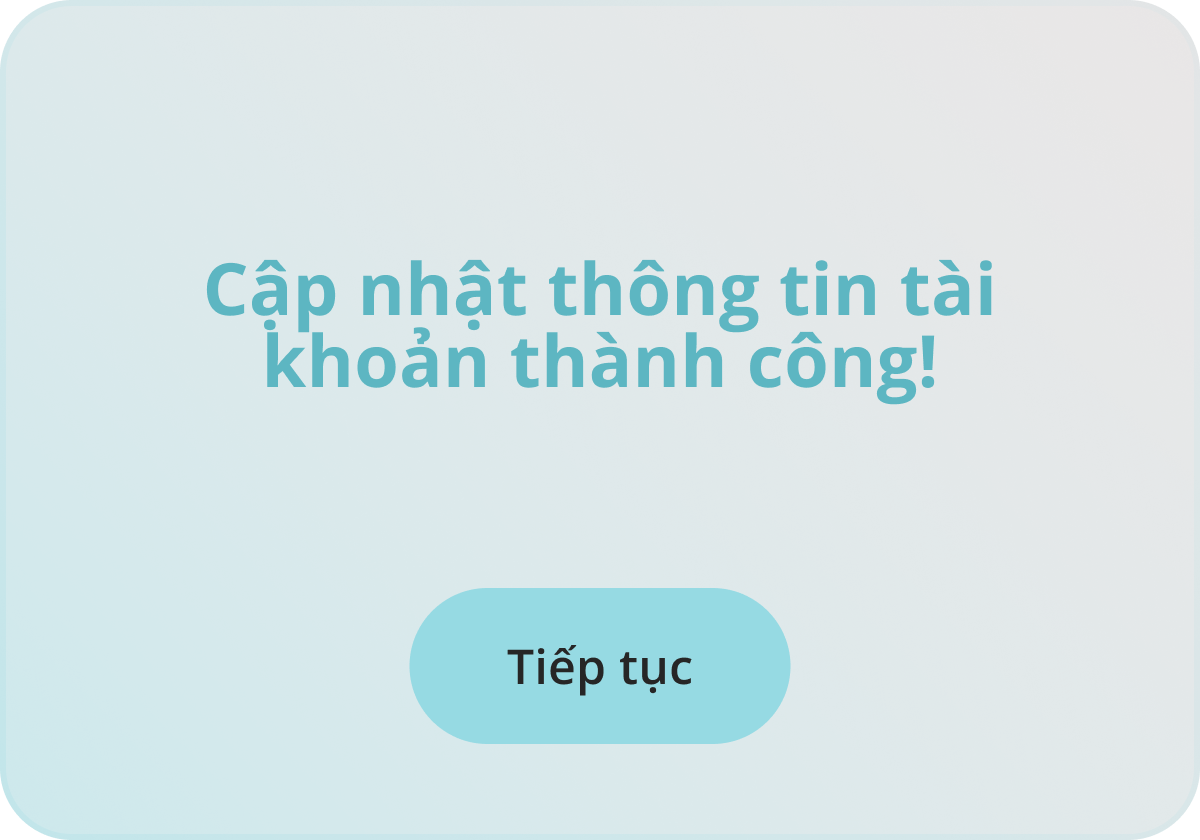 Cập nhật thông tin tài
khoản thành công!
Tiếp tục